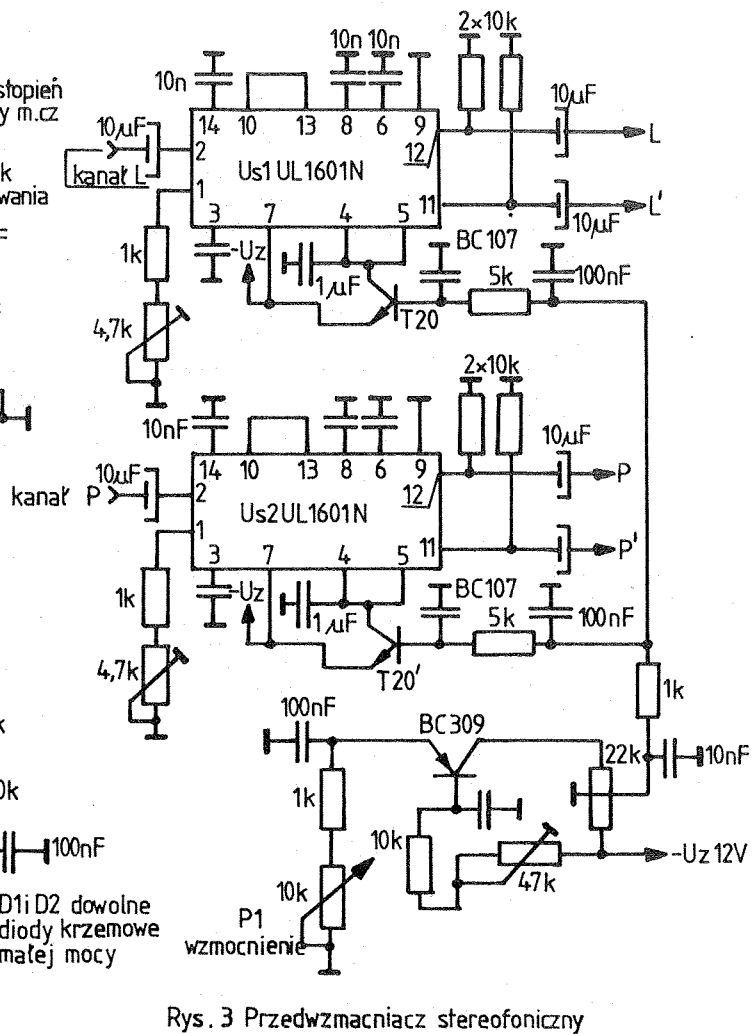 stopień
y m.cz
k
wania
F
10n
10n 10n
2×10k
14 10 13 8 6 9
10µF
10µF
2
12
L
kanał L
Us1 UL1601N
1
11
L'
3 7 4 5
10µF
1k
-Uz
BC107
1µF
5k
100nF
4,7k
T20
2×10k
10nF
14 10 13 8 6 9
10µF
10µF
kanał P
2
12
P
Us2UL1601N
1
11
P'
3 7 4 5
1k
-Uz
BC107
1µF
5k
100nF
4,7k
T20'
1k
100nF
BC309
k
22k
10nF
1k
0k
10k
100nF
-Uz 12V
10k
47k
D1i D2 dowolne
diody krzemowe
małej mocy
P1
wzmocnienie
Rys. 3 Przedwzmacniacz stereofoniczny